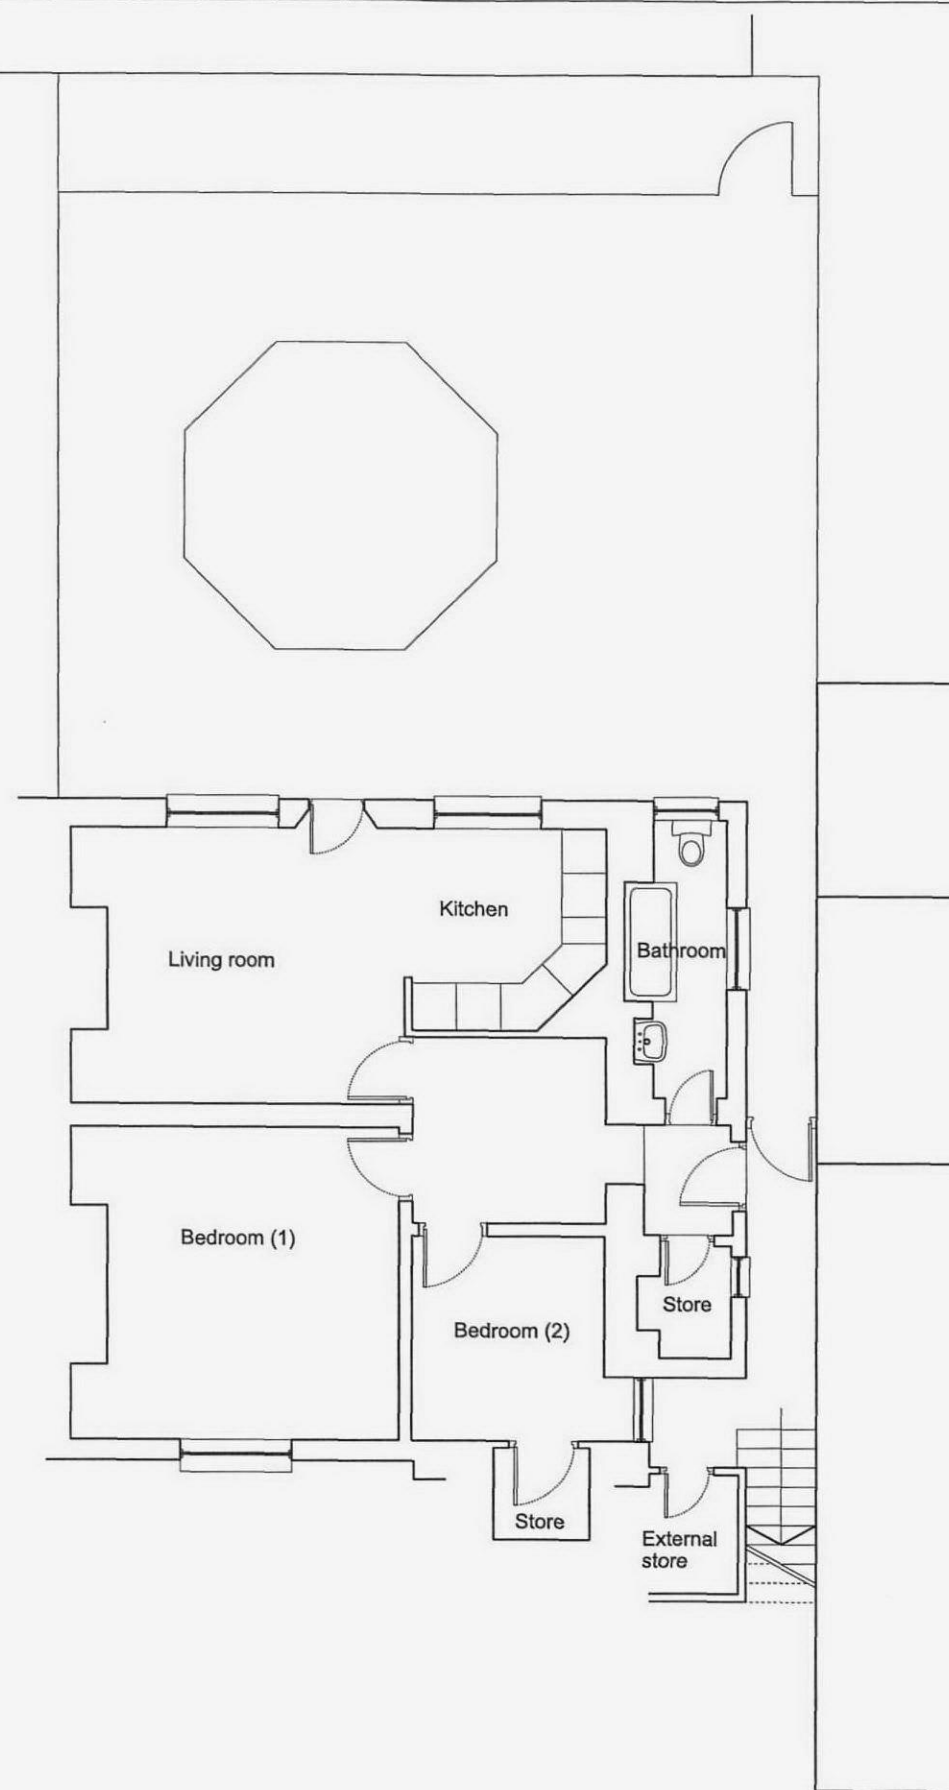 Kitchen
Living room
Bathroom
Bedroom (1)
Store
Bedroom (2)
Store
External
store